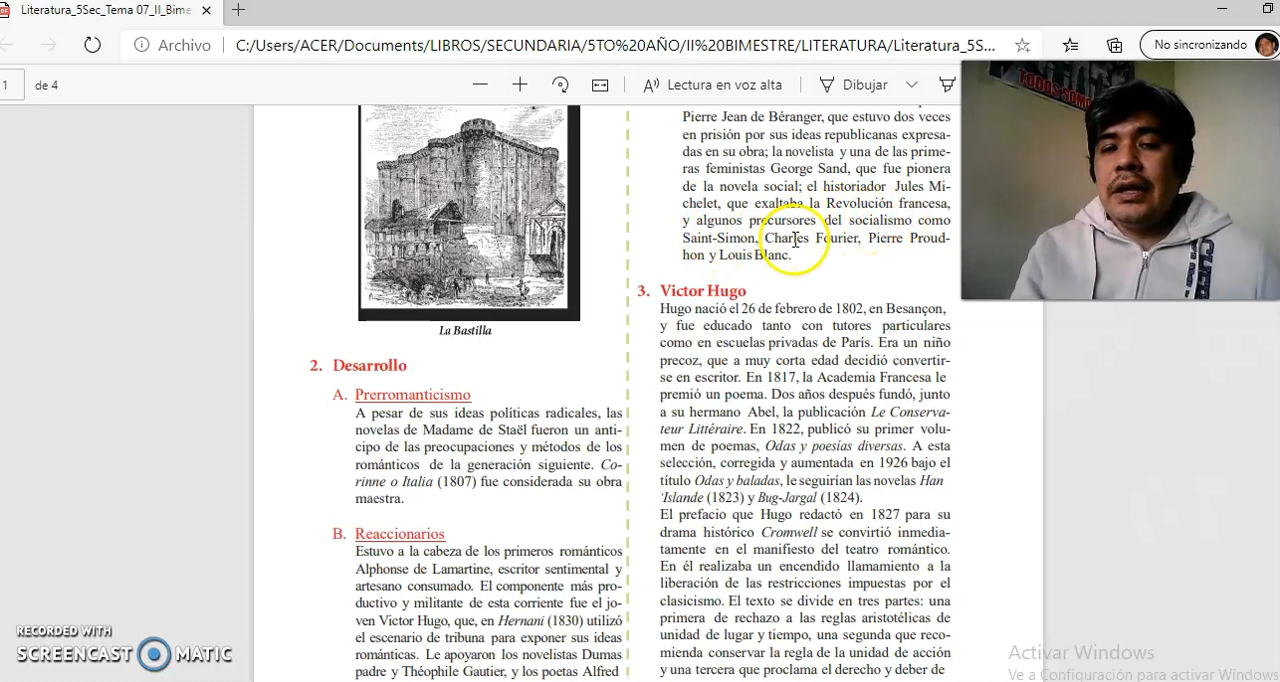 Literatura_5Sec_Tema 07_II_Bime
Archivo
C:/Users/ACER/Documents/LIBROS/SECUNDARIA/5TO%20AÑO/II%20BIMESTRE/LITERATURA/Literatura_5S...
No sincronizando
1
de 4
Lectura en voz alta
Dibujar
TODOS SOMO
La Bastilla
2. Desarrollo
A. Prerromanticismo
A pesar de sus ideas políticas radicales, las
novelas de Madame de Staël fueron un anti-
cipo de las preocupaciones y métodos de los
románticos de la generación siguiente. Co-
rinne o Italia (1807) fue considerada su obra
maestra.
B. Reaccionarios
Estuvo a la cabeza de los primeros románticos
Alphonse de Lamartine, escritor sentimental y
artesano consumado. El componente más pro-
ductivo y militante de esta corriente fue el jo-
ven Victor Hugo, que, en Hernani (1830) utilizó
el escenario de tribuna para exponer sus ideas
románticas. Le apoyaron los novelistas Dumas
padre y Théophile Gautier, y los poetas Alfred
Pierre Jean de Béranger, que estuvo dos veces
en prisión por sus ideas republicanas expresa-
das en su obra; la novelista y una de las prime-
ras feministas George Sand, que fue pionera
de la novela social; el historiador Jules Mi-
chelet, que exaltaba la Revolución francesa,
y algunos precursores del socialismo como
Saint-Simon, Charles Fourier, Pierre Proud-
hon y Louis Blanc.
3. Victor Hugo
Hugo nació el 26 de febrero de 1802, en Besançon,
y fue educado tanto con tutores particulares
como en escuelas privadas de París. Era un niño
precoz, que a muy corta edad decidió convertir-
se en escritor. En 1817, la Academia Francesa le
premió un poema. Dos años después fundó, junto
a su hermano Abel, la publicación Le Conserva-
teur Littéraire. En 1822, publicó su primer volu-
men de poemas, Odas y poesías diversas. A esta
selección, corregida y aumentada en 1926 bajo el
título Odas y baladas, le seguirían las novelas Han
'Islande (1823) y Bug-Jargal (1824).
El prefacio que Hugo redactó en 1827 para su
drama histórico Cromwell se convirtió inmedia-
tamente en el manifiesto del teatro romántico.
En él realizaba un encendido llamamiento a la
liberación de las restricciones impuestas por el
clasicismo. El texto se divide en tres partes: una
primera de rechazo a las reglas aristotélicas de
unidad de lugar y tiempo, una segunda que reco-
mienda conservar la regla de la unidad de acción
y una tercera que proclama el derecho y deber de
RECORDED WITH
SCREENCAST MATIC
Activar Windows
Ve a Configuración para activar Windows